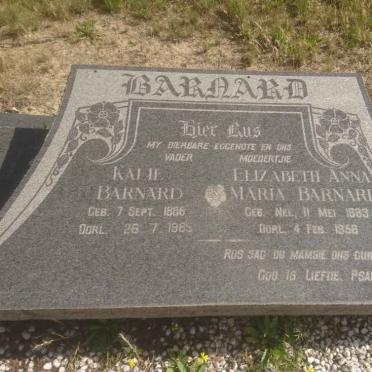 BARNARD
Hier Rus
MY DIERBARE EGGENOTE EN ONS
VADER MOEDERTJIE
KALIE ELIZABETH ANNA
BARNARD MARIA BARNARD
GEB. 7 SEPT. 1886 GEB. NEL, 11 MEI 1883
OORL. 26. 7. 1965 OORL. 4 FEB. 1956
RUS SAG OU MAMSIE ONS
GOD IS LIEFDE.